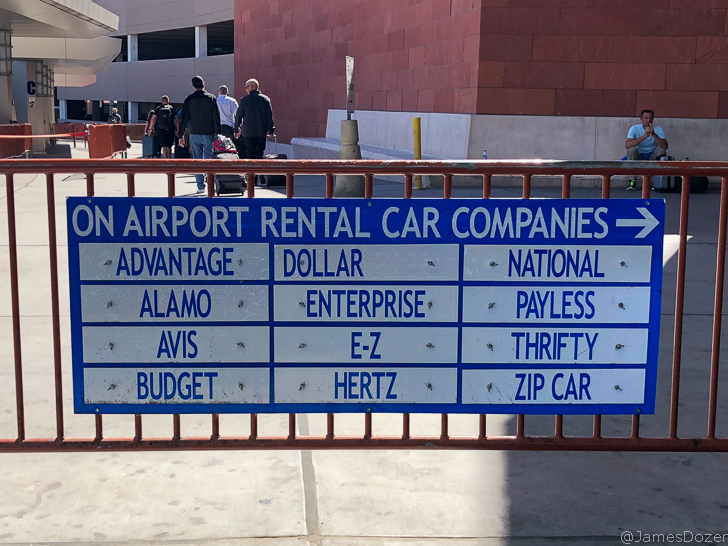 C
ON AIRPORT RENTAL CAR COMPANIES →
ADVANTAGE DOLLAR NATIONAL
ALAMO ENTERPRISE PAYLESS
AVIS E-Z THRIFTY
BUDGET HERTZ ZIP CAR
@JamesDozer